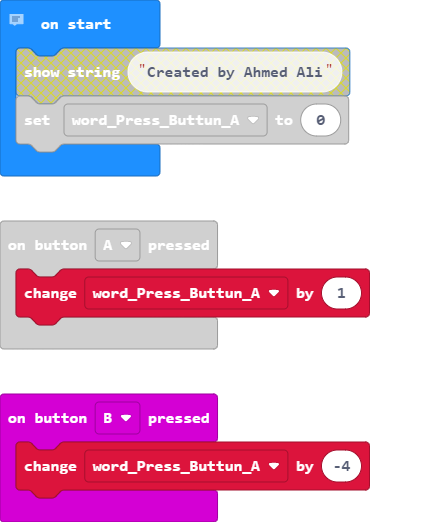 on start
show string "Created by Ahmed Ali"
set word_Press_Buttun_A to 0
on button A pressed
change word_Press_Buttun_A by 1
on button B pressed
change word_Press_Buttun_A by -4